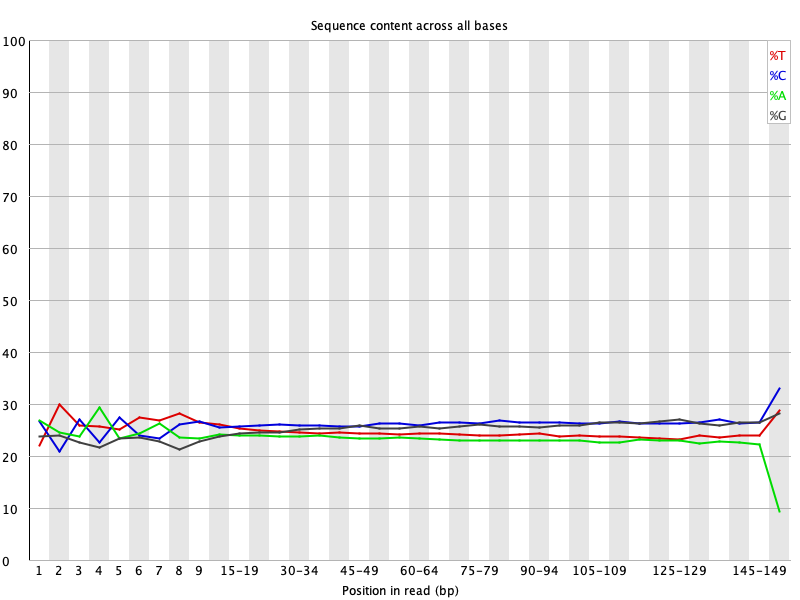 Sequence content across all bases
100
90
80
70
60
50
40
30
20
10
0
%T
%C
%A
%G
1 2 3 4 5 6 7 8 9 15-19 30-34 45-49 60-64 75-79 90-94 105-109 125-129 145-149
Position in read (bp)